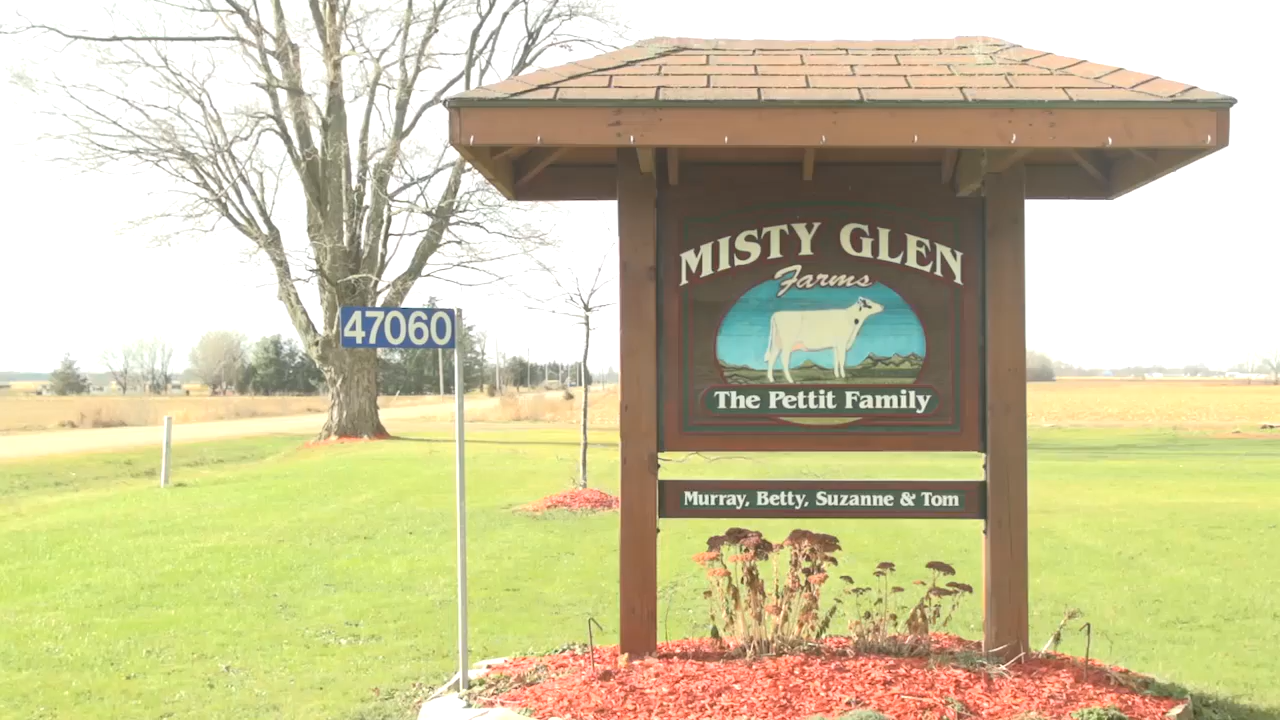 47060
MISTY GLEN
Farms
The Pettit Family
Murray, Betty, Suzanne & Tom